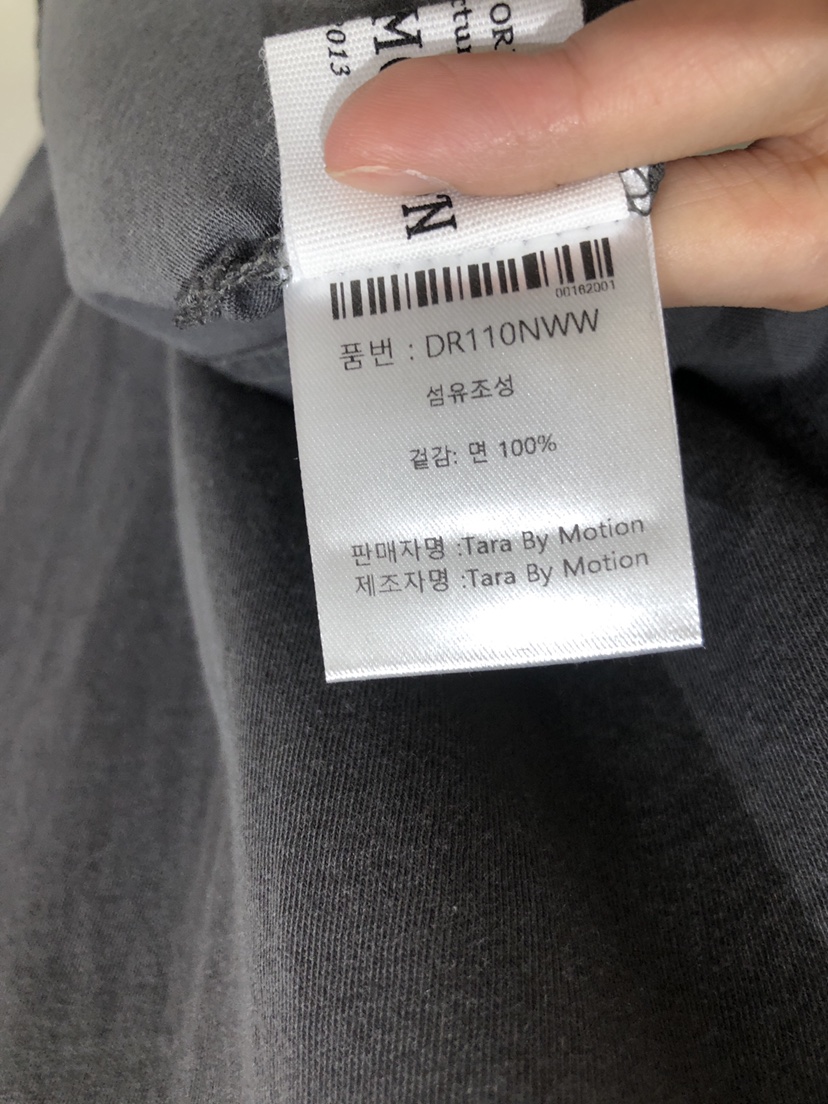 2013
00162001
품번 : DR110NWW
섬유조성
겉감: 면 100%
판매자명 :Tara By Motion
제조자명 :Tara By Motion